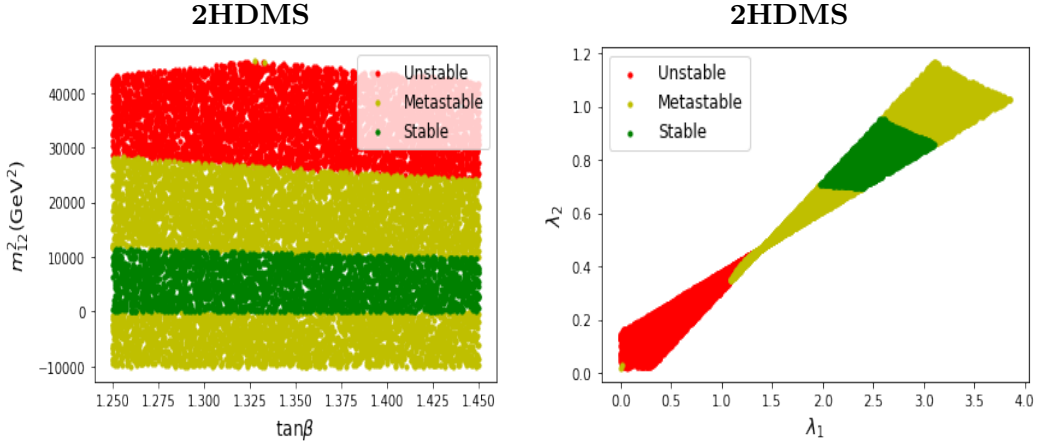 2HDMS
Unstable
Metastable
Stable
40000
30000
20000
10000
0
−10000
m²₁₂(GeV²)
1.250 1.275 1.300 1.325 1.350 1.375 1.400 1.425 1.450
tanβ
2HDMS
Unstable
Metastable
Stable
1.2
1.0
0.8
0.6
0.4
0.2
0.0
λ₂
0.0 0.5 1.0 1.5 2.0 2.5 3.0 3.5 4.0
λ₁